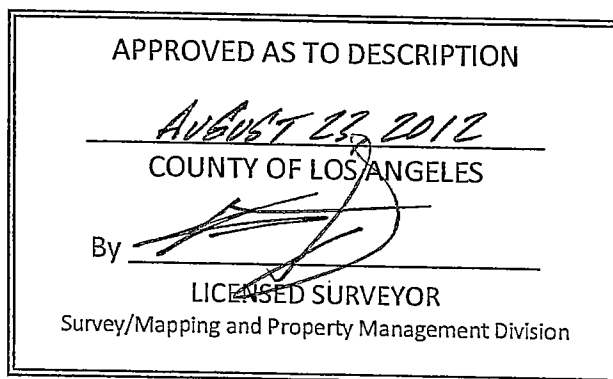 APPROVED AS TO DESCRIPTION
AUGUST 23, 2012
COUNTY OF LOS ANGELES
By
LICENSED SURVEYOR
Survey/Mapping and Property Management Division